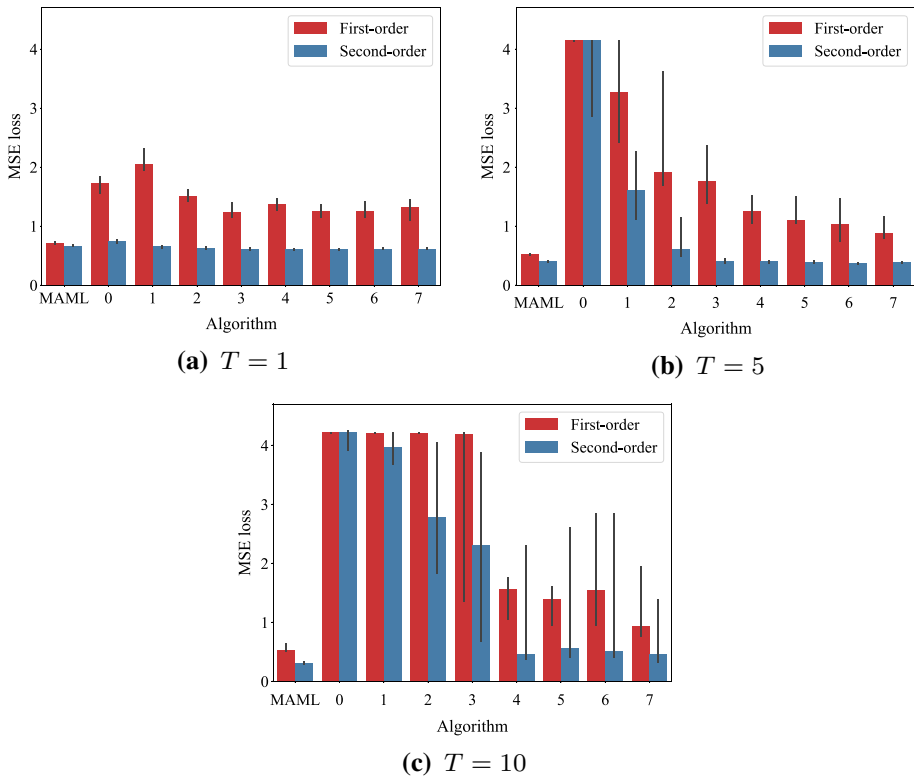 First-order
Second-order
4
3
2
1
0
MSE loss
MAML 0 1 2 3 4 5 6 7
Algorithm
(a) T = 1
First-order
Second-order
4
3
2
1
0
MSE loss
MAML 0 1 2 3 4 5 6 7
Algorithm
(b) T = 5
First-order
Second-order
4
3
2
1
0
MSE loss
MAML 0 1 2 3 4 5 6 7
Algorithm
(c) T = 10